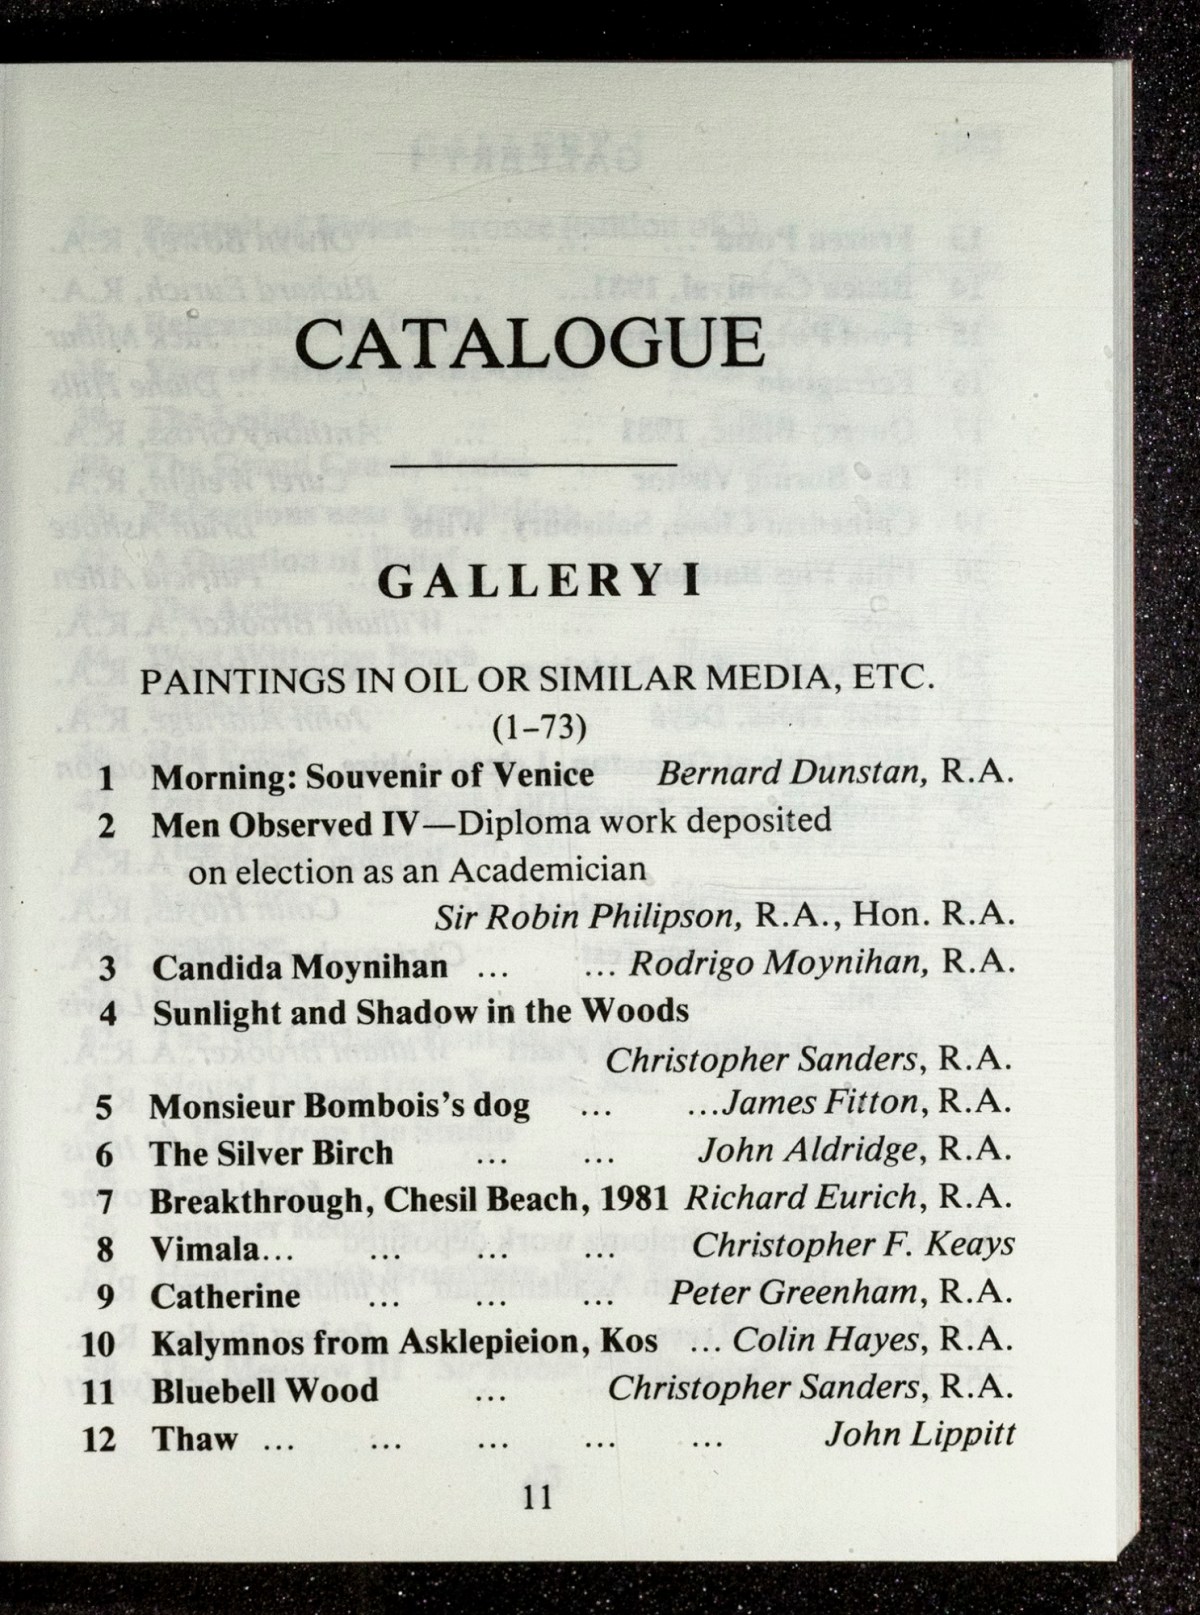 CATALOGUE
GALLERY I
PAINTINGS IN OIL OR SIMILAR MEDIA, ETC.
(1–73)
1 Morning: Souvenir of Venice Bernard Dunstan, R.A.
2 Men Observed IV—Diploma work deposited
on election as an Academician
Sir Robin Philipson, R.A., Hon. R.A.
3 Candida Moynihan ... ... Rodrigo Moynihan, R.A.
4 Sunlight and Shadow in the Woods
Christopher Sanders, R.A.
5 Monsieur Bombois's dog ... ...James Fitton, R.A.
6 The Silver Birch ... ... John Aldridge, R.A.
7 Breakthrough, Chesil Beach, 1981 Richard Eurich, R.A.
8 Vimala... ... ... ... Christopher F. Keays
9 Catherine ... ... ... Peter Greenham, R.A.
10 Kalymnos from Asklepieion, Kos ... Colin Hayes, R.A.
11 Bluebell Wood ... Christopher Sanders, R.A.
12 Thaw ... ... ... ... ... John Lippitt
11